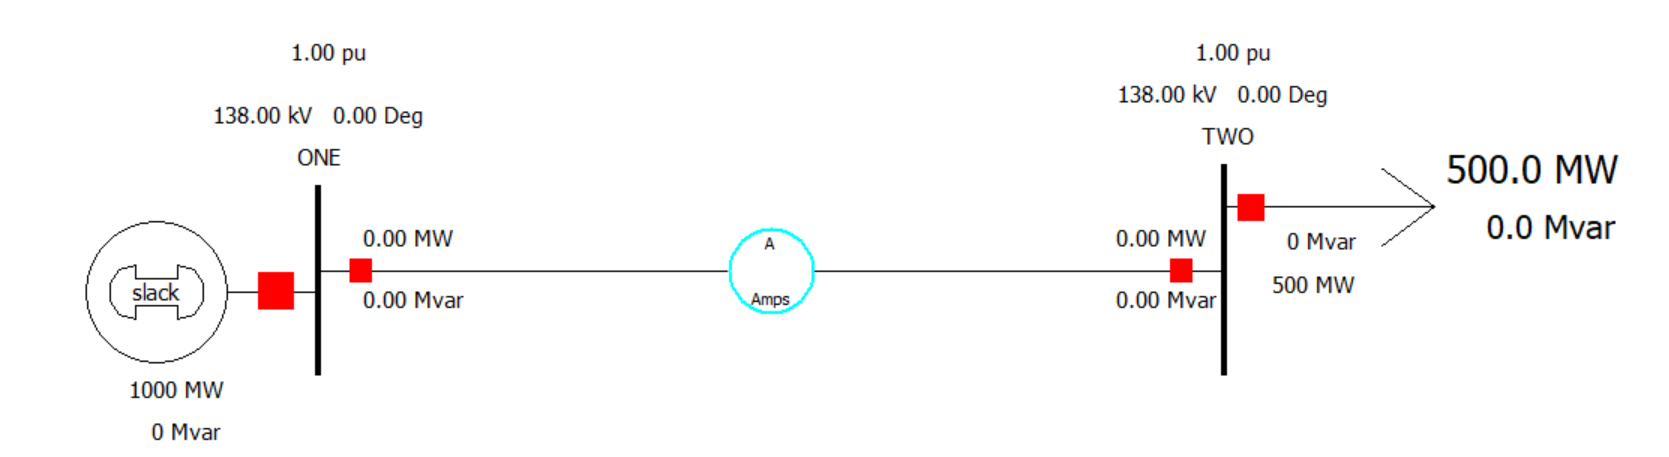 1.00 pu
138.00 kV 0.00 Deg
ONE
slack
1000 MW
0 Mvar
0.00 MW
0.00 Mvar
A
Amps
1.00 pu
138.00 kV 0.00 Deg
TWO
0.00 MW
0.00 Mvar
0 Mvar
500 MW
500.0 MW
0.0 Mvar